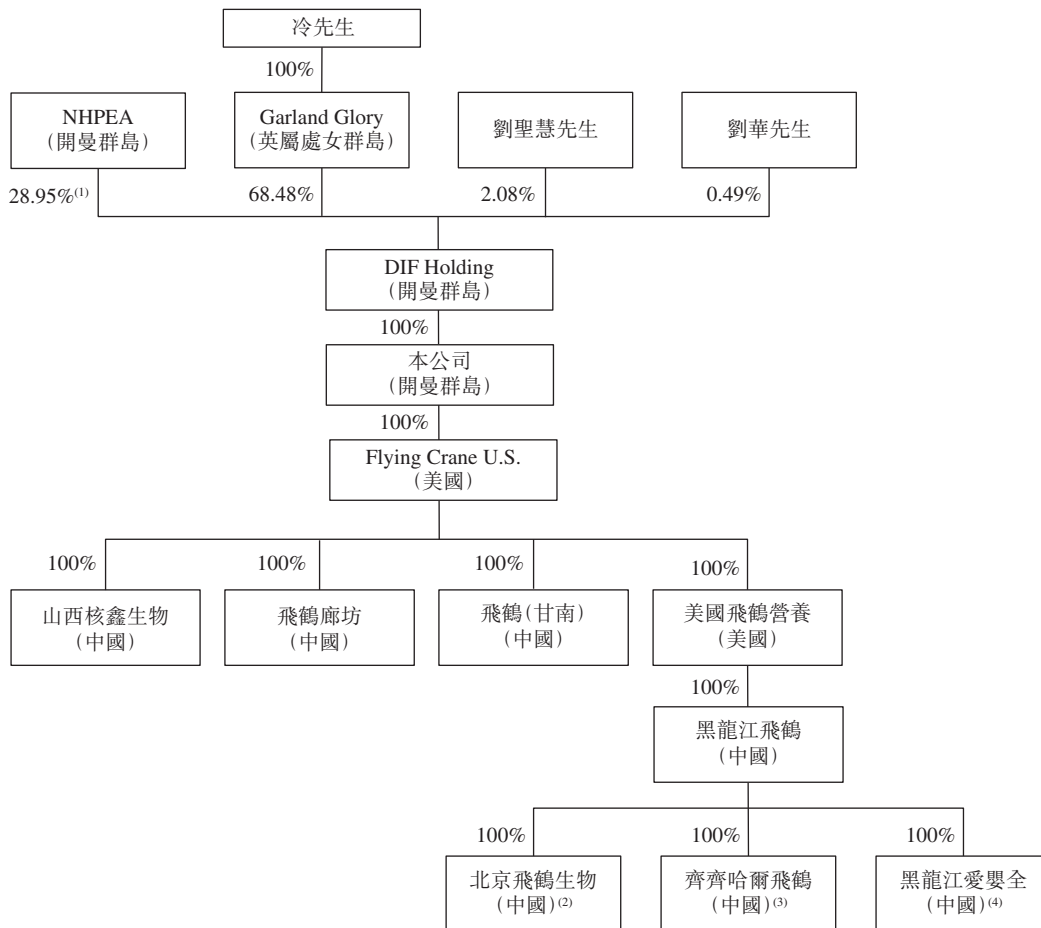 冷先生
100%
NHPEA
（開曼群島）
Garland Glory
（英屬處女群島）
劉聖慧先生
劉華先生
28.95%(1)
68.48%
2.08%
0.49%
DIF Holding
（開曼群島）
100%
本公司
（開曼群島）
100%
Flying Crane U.S.
（美國）
100%
100%
100%
100%
山西核鑫生物
（中國）
飛鶴廊坊
（中國）
飛鶴（甘南）
（中國）
美國飛鶴營養
（美國）
100%
黑龍江飛鶴
（中國）
100%
100%
100%
北京飛鶴生物
（中國）(2)
齊齊哈爾飛鶴
（中國）(3)
黑龍江愛嬰全
（中國）(4)